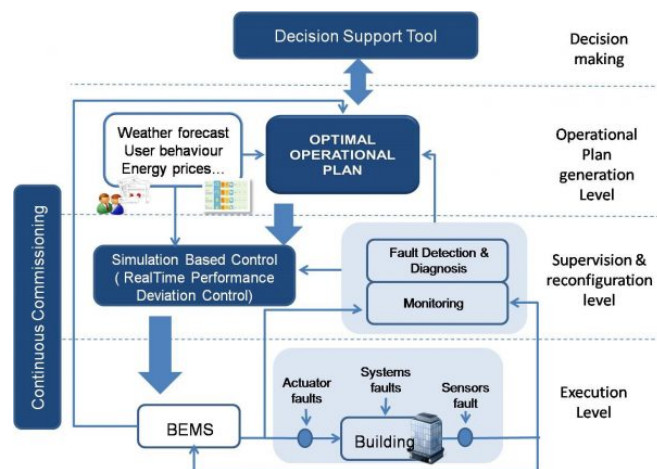 Decision Support Tool
Decision
making
Weather forecast
User behaviour
Energy prices...
OPTIMAL
OPERATIONAL
PLAN
Operational
Plan
generation
Level
Continuous Commissioning
Simulation Based Control
( RealTime Performance
Deviation Control)
Fault Detection &
Diagnosis
Monitoring
Supervision &
reconfiguration
level
Actuator
faults
Systems
faults
Sensors
fault
BEMS
Building
Execution
Level